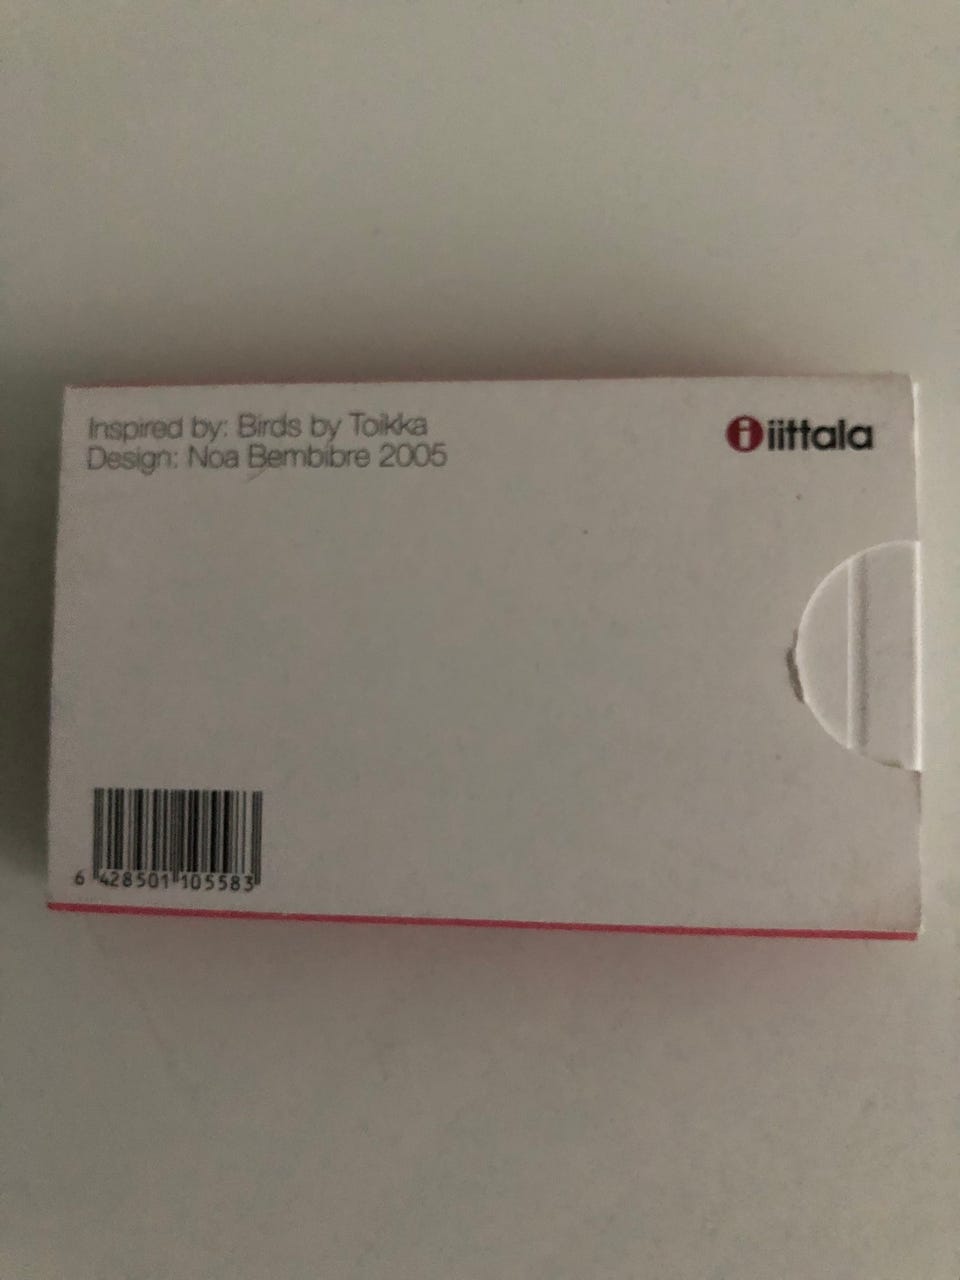 Inspired by: Birds by Toikka
Design: Noa Bembibre 2005
i iittala
6 428501 105583